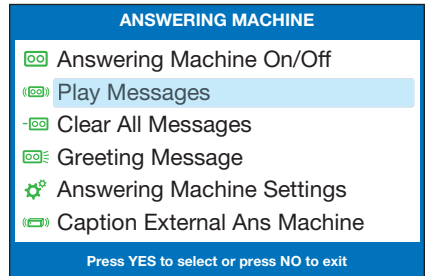 ANSWERING MACHINE
Answering Machine On/Off
Play Messages
Clear All Messages
Greeting Message
Answering Machine Settings
Caption External Ans Machine
Press YES to select or press NO to exit